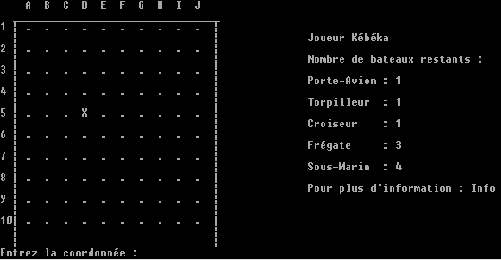 A B C D E F G H I J
1 . . . . . . . . . .
2 . . . . . . . . . .
3 . . . . . . . . . .
4 . . . . . . . . . .
5 . . . X . . . . . .
6 . . . . . . . . . .
7 . . . . . . . . . .
8 . . . . . . . . . .
9 . . . . . . . . . .
10 . . . . . . . . . .
Entrez la coordonnée :
Joueur Kébéka
Nombre de bateaux restants :
Porte-Avion : 1
Torpilleur : 1
Croiseur : 1
Frégate : 3
Sous-Marin : 4
Pour plus d'information : Info